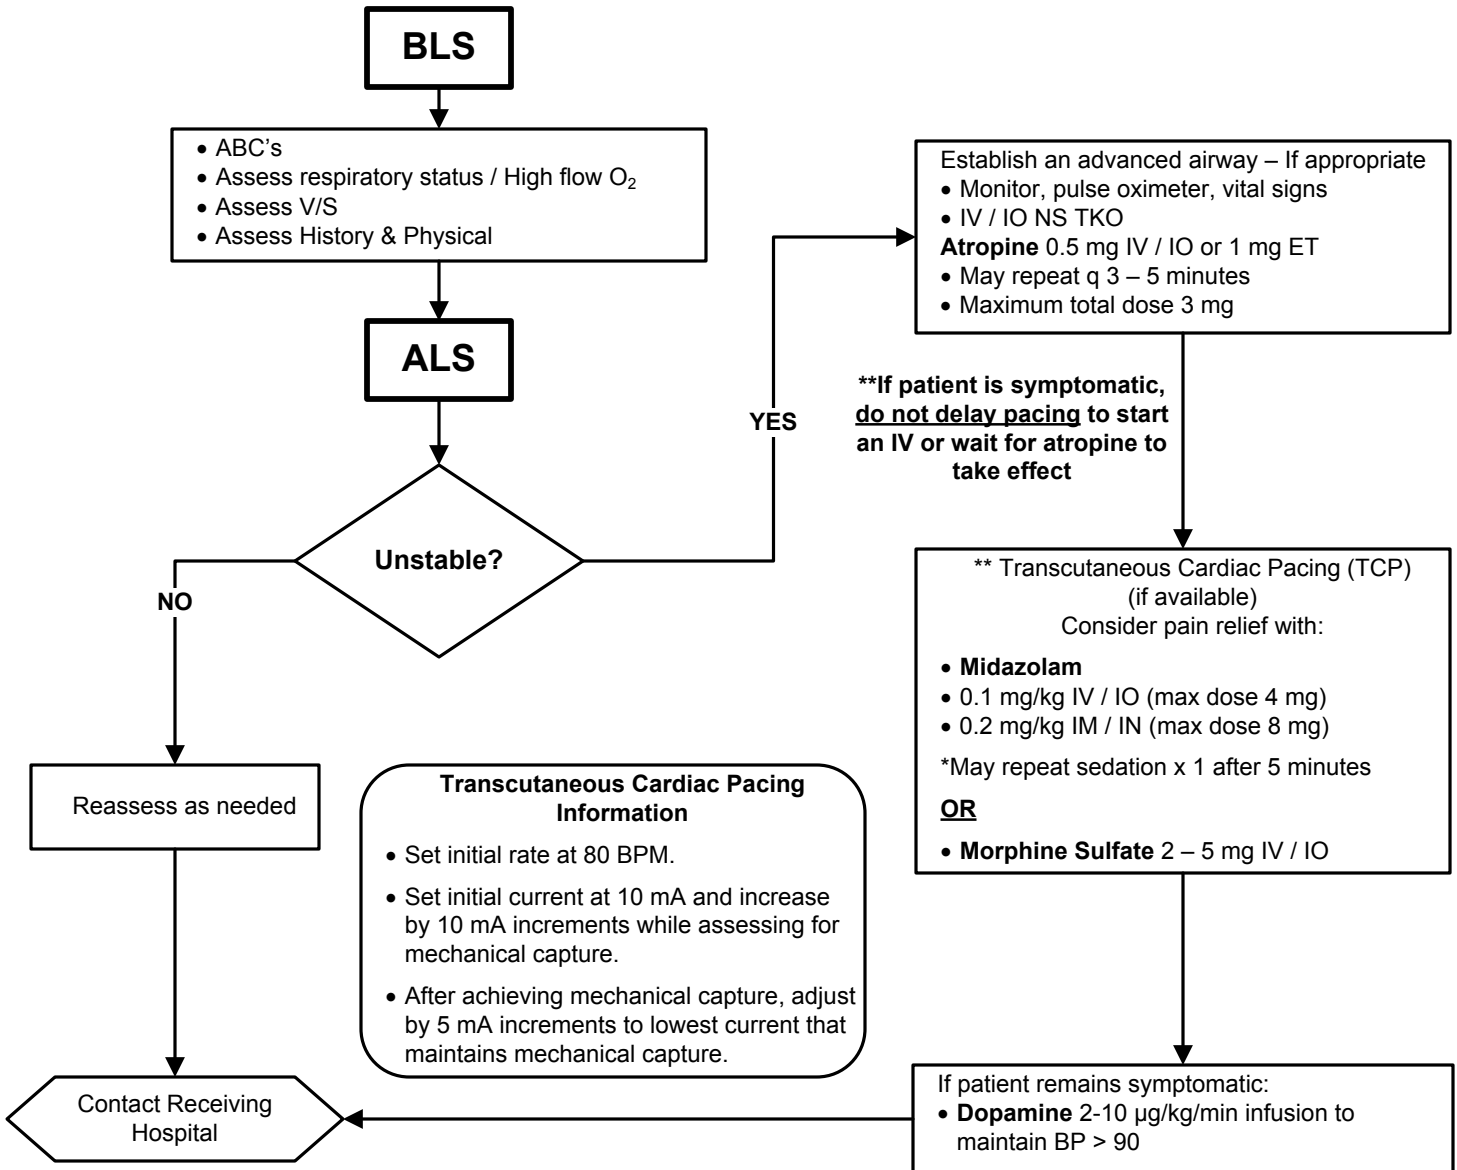 BLS
• ABC’s
• Assess respiratory status / High flow O₂
• Assess V/S
• Assess History & Physical
ALS
Unstable?
YES
NO
Establish an advanced airway – If appropriate
• Monitor, pulse oximeter, vital signs
• IV / IO NS TKO
Atropine 0.5 mg IV / IO or 1 mg ET
• May repeat q 3 – 5 minutes
• Maximum total dose 3 mg
**If patient is symptomatic,
do not delay pacing to start
an IV or wait for atropine to
take effect
** Transcutaneous Cardiac Pacing (TCP)
(if available)
Consider pain relief with:
• Midazolam
• 0.1 mg/kg IV / IO (max dose 4 mg)
• 0.2 mg/kg IM / IN (max dose 8 mg)
*May repeat sedation x 1 after 5 minutes
OR
• Morphine Sulfate 2 – 5 mg IV / IO
Reassess as needed
Transcutaneous Cardiac Pacing
Information
• Set initial rate at 80 BPM.
• Set initial current at 10 mA and increase
by 10 mA increments while assessing for
mechanical capture.
• After achieving mechanical capture, adjust
by 5 mA increments to lowest current that
maintains mechanical capture.
If patient remains symptomatic:
• Dopamine 2-10 µg/kg/min infusion to
maintain BP > 90
Contact Receiving
Hospital